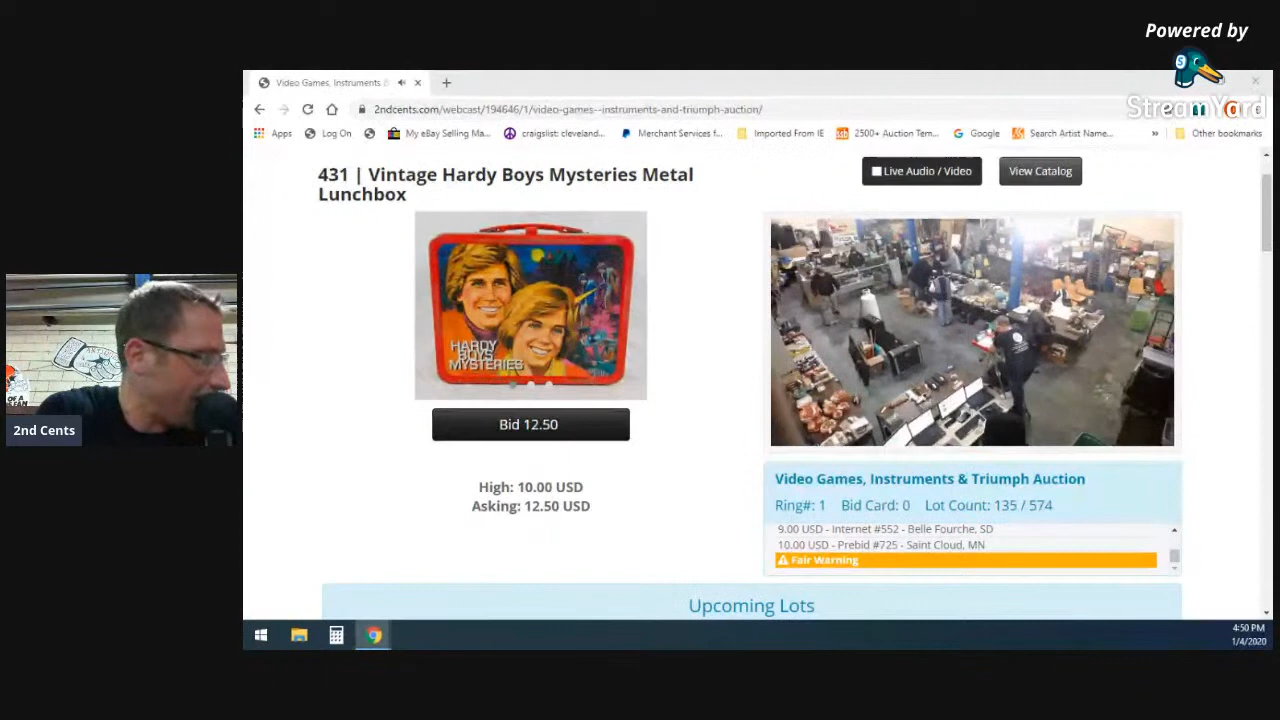 Powered by
StreamYard
Video Games, Instruments &
2ndcents.com/webcast/194646/1/video-games--instruments-and-triumph-auction/
Apps
Log On
My eBay Selling Ma...
craigslist: cleveland...
Merchant Services f...
Imported From IE
2500+ Auction Tem...
Google
Search Artist Name...
Other bookmarks
431 | Vintage Hardy Boys Mysteries Metal
Lunchbox
Live Audio / Video
View Catalog
HARDY
BOYS
MYSTERIES
Bid 12.50
High: 10.00 USD
Asking: 12.50 USD
Video Games, Instruments & Triumph Auction
Ring#: 1 Bid Card: 0 Lot Count: 135 / 574
9.00 USD - Internet #552 - Belle Fourche, SD
10.00 USD - Prebid #725 - Saint Cloud, MN
Fair Warning
Upcoming Lots
2nd Cents
4:50 PM
1/4/2020